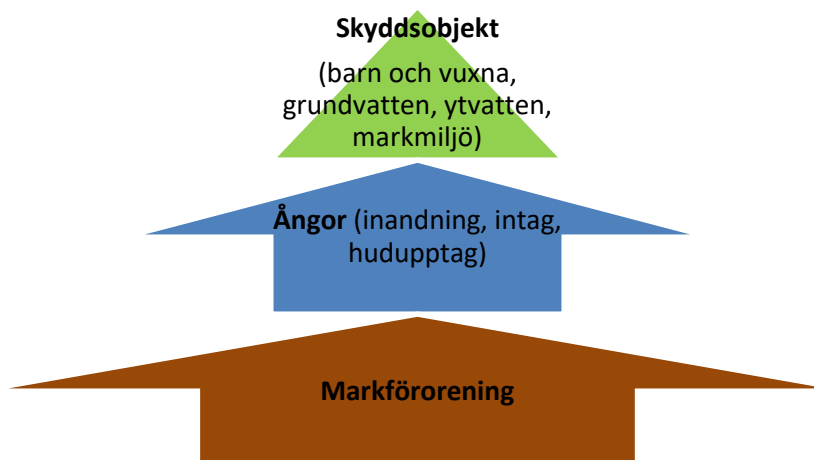 Skyddsobjekt
(barn och vuxna,
grundvatten, ytvatten,
markmiljö)
Ångor (inandning, intag,
hudupptag)
Markförorening